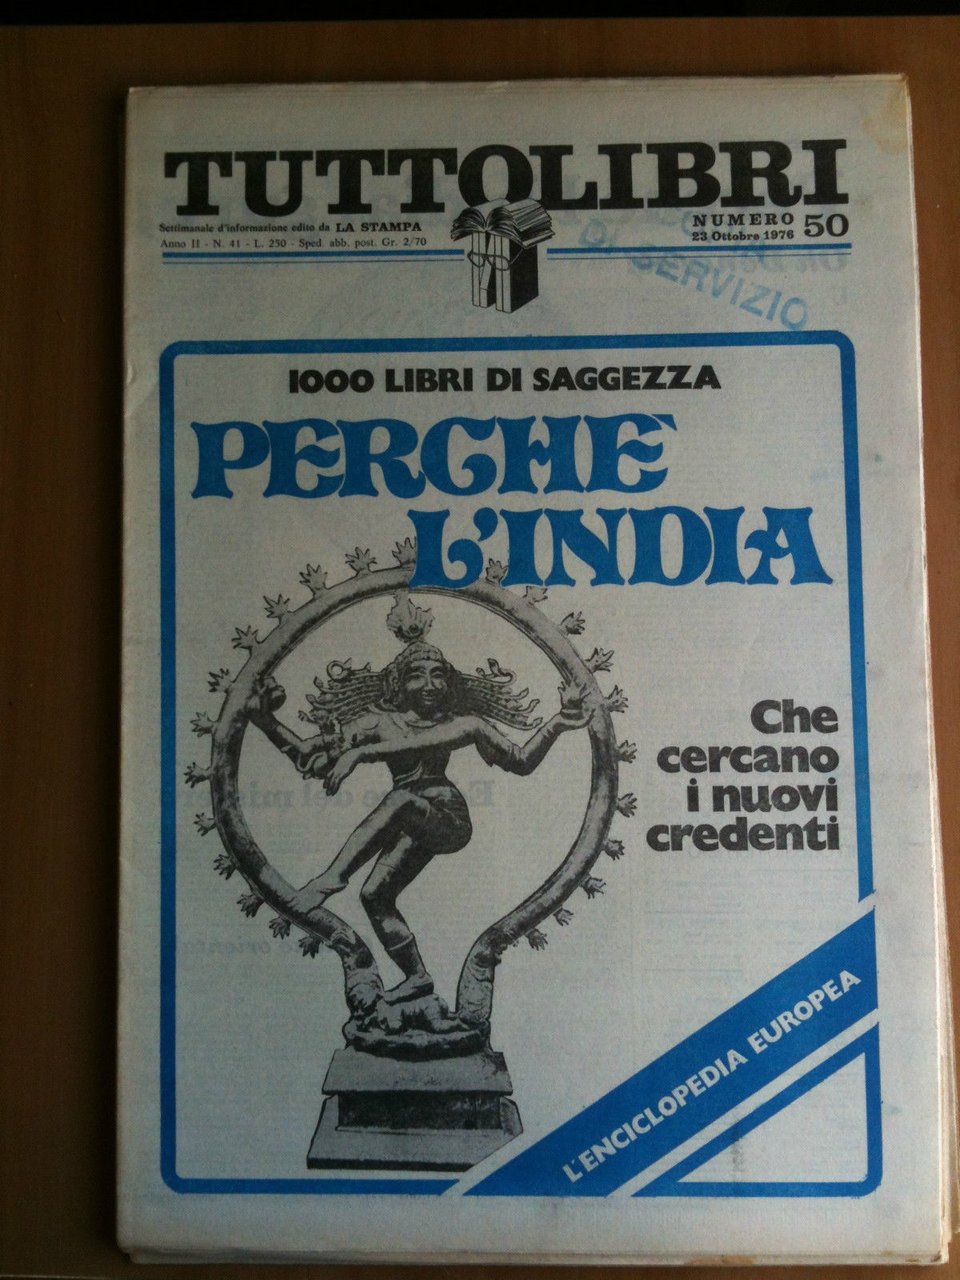 TUTTOLIBRI
Settimanale d'informazione edito da LA STAMPA
Anno II - N. 41 - L. 250 - Sped. abb. post. Gr. 2/70
NUMERO 50
23 Ottobre 1976
DI SERVIZIO
1000 LIBRI DI SAGGEZZA
PERCHE'
L'INDIA
Che
cercano
i nuovi
credenti
L'ENCICLOPEDIA EUROPEA